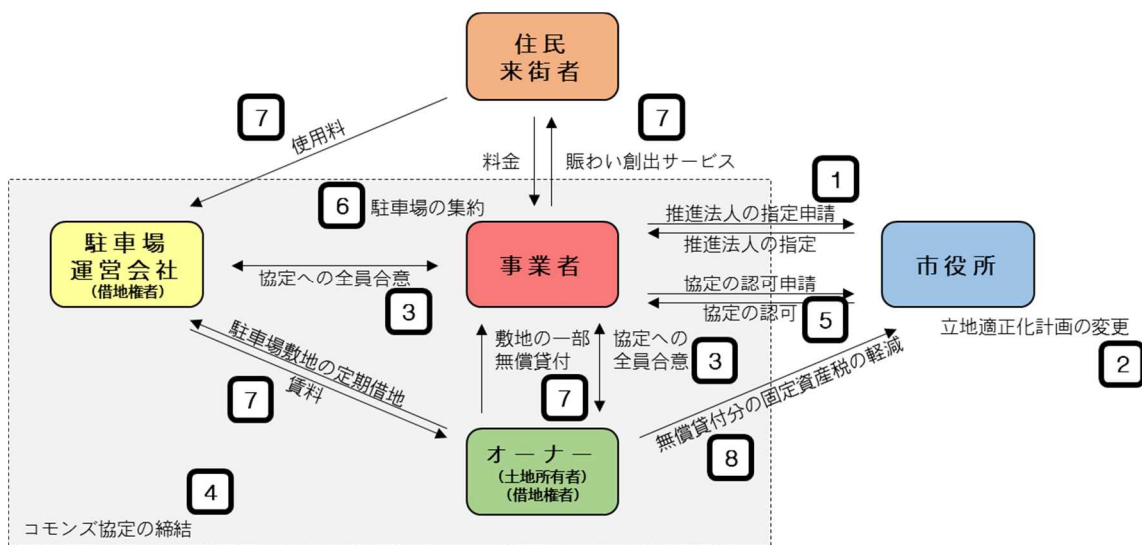 住民
来街者
7
使用料
料金
賑わい創出サービス
7
1
6
駐車場の集約
推進法人の指定申請
推進法人の指定
駐車場
運営会社
(借地権者)
協定への全員合意
3
事業者
市役所
協定の認可申請
協定の認可
5
立地適正化計画の変更
2
敷地の一部
無償貸付
協定への
全員合意
3
駐車場敷地の定期借地
賃料
7
7
無償貸付分の固定資産税の軽減
8
オーナー
(土地所有者)
(借地権者)
4
コモンズ協定の締結